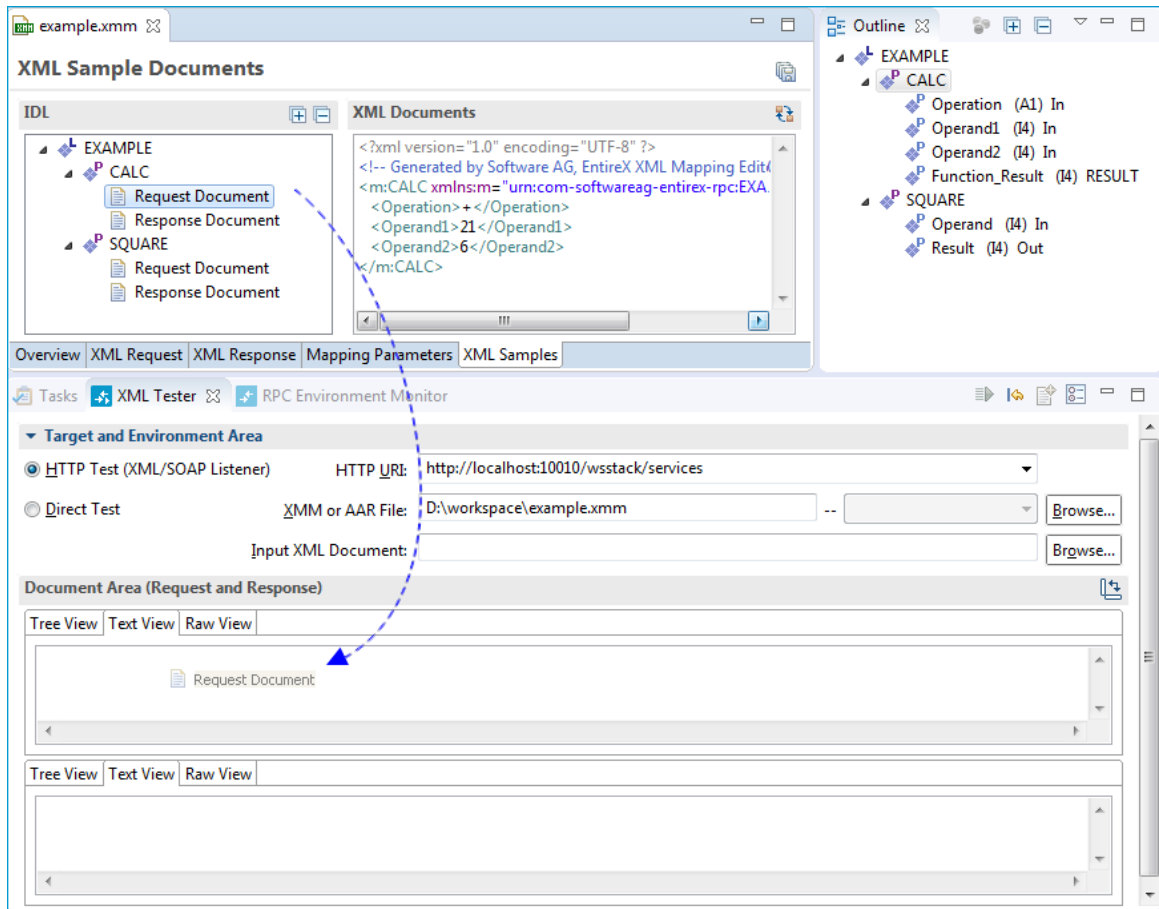 example.xmm
XML Sample Documents
IDL
EXAMPLE
CALC
Request Document
Response Document
SQUARE
Request Document
Response Document
XML Documents
<?xml version="1.0" encoding="UTF-8" ?>
<!-- Generated by Software AG, EntireX XML Mapping Edit
<m:CALC xmlns:m="urn:com-softwareag-entirex-rpc:EXA.
<Operation>+</Operation>
<Operand1>21</Operand1>
<Operand2>6</Operand2>
</m:CALC>
Overview XML Request XML Response Mapping Parameters XML Samples
Outline
EXAMPLE
CALC
Operation (A1) In
Operand1 (I4) In
Operand2 (I4) In
Function_Result (I4) RESULT
SQUARE
Operand (I4) In
Result (I4) Out
Tasks XML Tester RPC Environment Monitor
Target and Environment Area
HTTP Test (XML/SOAP Listener) HTTP URI: http://localhost:10010/wsstack/services
Direct Test XMM or AAR File: D:\workspace\example.xmm -- Browse...
Input XML Document: Browse...
Document Area (Request and Response)
Tree View Text View Raw View
Request Document
Tree View Text View Raw View